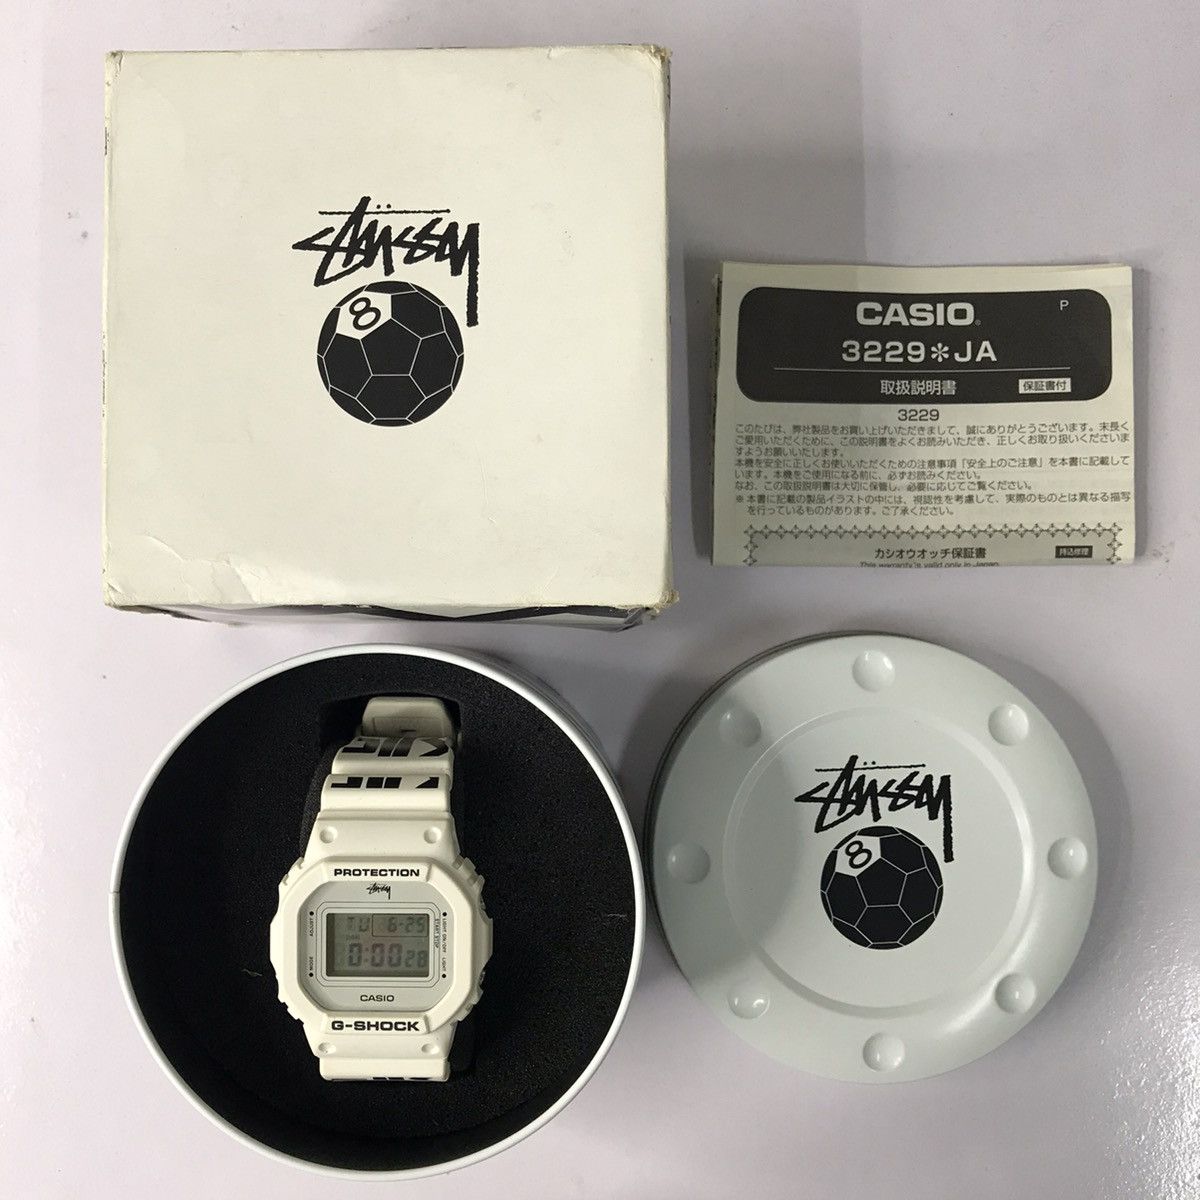 STÜSSY
8
CASIO®
P
3229✻JA
取扱説明書
保証書付
3229
このたびは、弊社製品をお買い上げいただきまして、誠にありがとうございます。末長く
ご愛用いただくために、この説明書をよくお読みいただき、正しくお取り扱いくださいま
すようお願いいたします。
本機を安全に正しくお使いいただくための注意事項「安全上のご注意」を本書に記載して
います。本機をご使用になる前に、必ずお読みください。
なお、この取扱説明書は大切に保管し、必要に応じてご覧ください。
※本書に記載の製品イラストの中には、視認性を考慮して、実際のものとは異なる描写
を行っているものがあります。ご了承ください。
カシオウオッチ保証書
持込修理
This warranty is valid only in Japan.
PROTECTION
STÜSSY
ADJUST
MODE
TU 6-25
0:00 28
LIGHT ON/OFF
START STOP
LIGHT
CASIO
G-SHOCK
STÜSSY
8